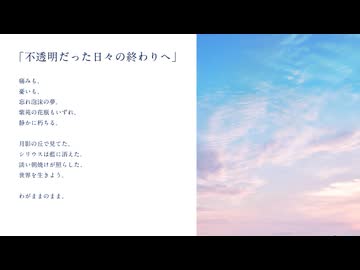 「不透明だった日々の終わりへ」
痛みも、
憂いも、
忘れ泡沫の夢。
紫苑の花瓶もいずれ、
静かに朽ちる。
月影の丘で見てた、
シリウスは藍に消えた。
淡い朝焼けが照らした、
世界を生きよう。
わがままのまま。